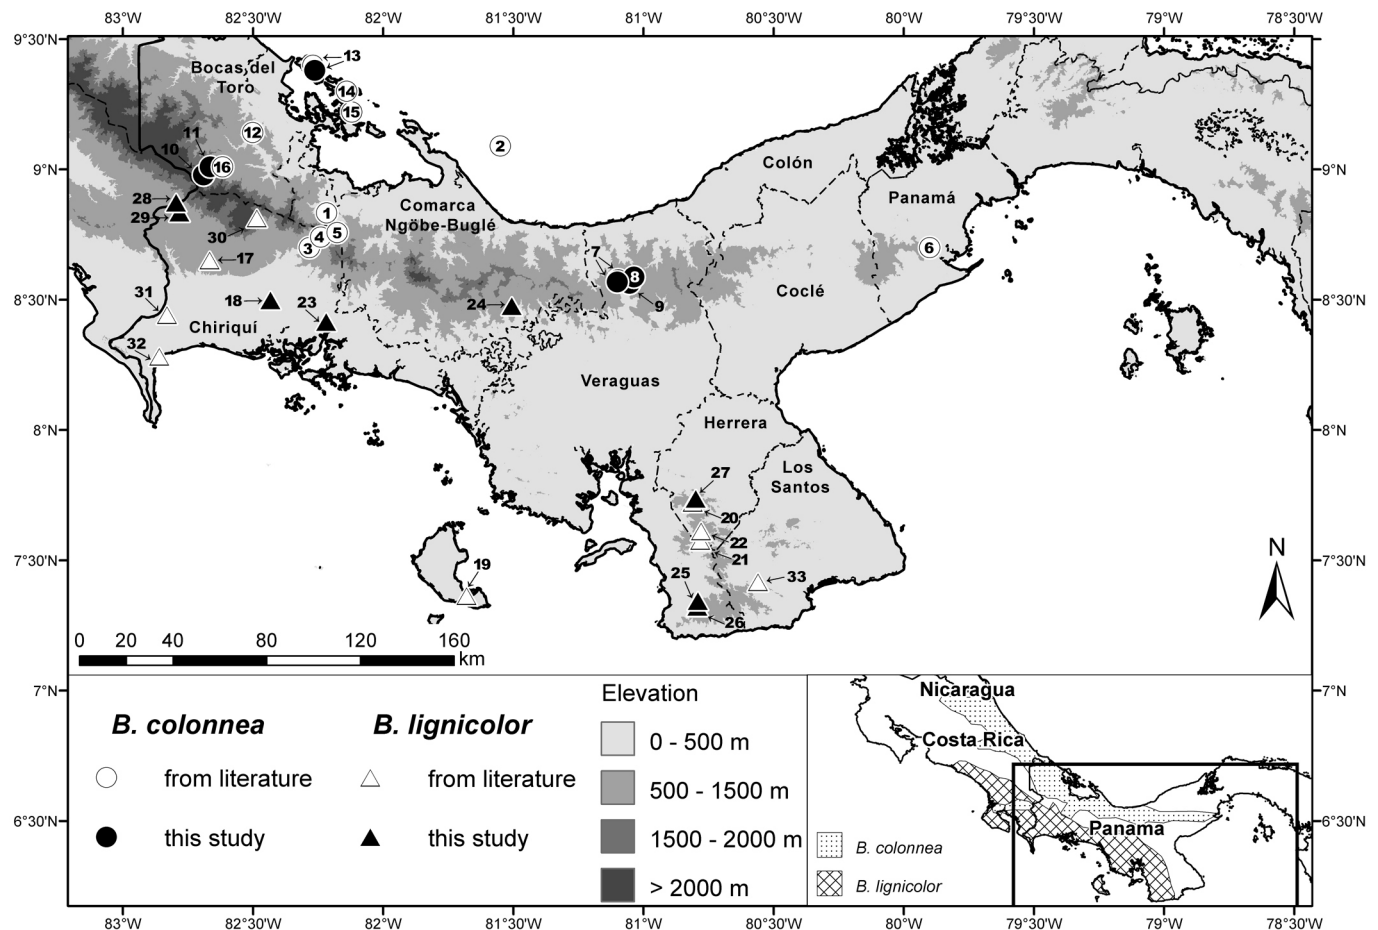 83°W 82°30'W 82°W 81°30'W 81°W 80°30'W 80°W 79°30'W 79°W 78°30'W
9°30'N
13
Bocas del
Toro
14
15
11
12
2
10
16
9°N
9°N
Colón
28
Panamá
29
Comarca
Ngöbe-Buglé
1
30
4
5
3
7
6
17
8
31
18
23
24
9
Coclé
8°30'N
8°30'N
Chiriquí
32
Veraguas
8°N
8°N
Herrera
Los
Santos
27
20
22
21
7°30'N
7°30'N
N
19
25
33
26
0 20 40 80 120 160
km
7°N
7°N
B. colonnea
B. lignicolor
Elevation
from literature
from literature
this study
this study
0 - 500 m
500 - 1500 m
1500 - 2000 m
> 2000 m
Nicaragua
Costa Rica
Panama
B. colonnea
B. lignicolor
6°30'N
6°30'N
83°W 82°30'W 82°W 81°30'W 81°W 80°30'W 80°W 79°30'W 79°W 78°30'W